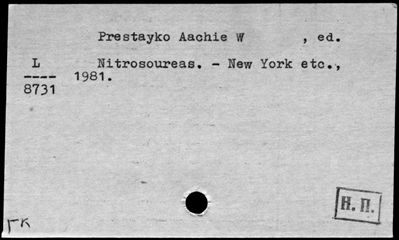 Prestayko Aachie W , ed.
L Nitrosoureas. - New York etc.,
---- 1981.
8731
Н. П.
ГК